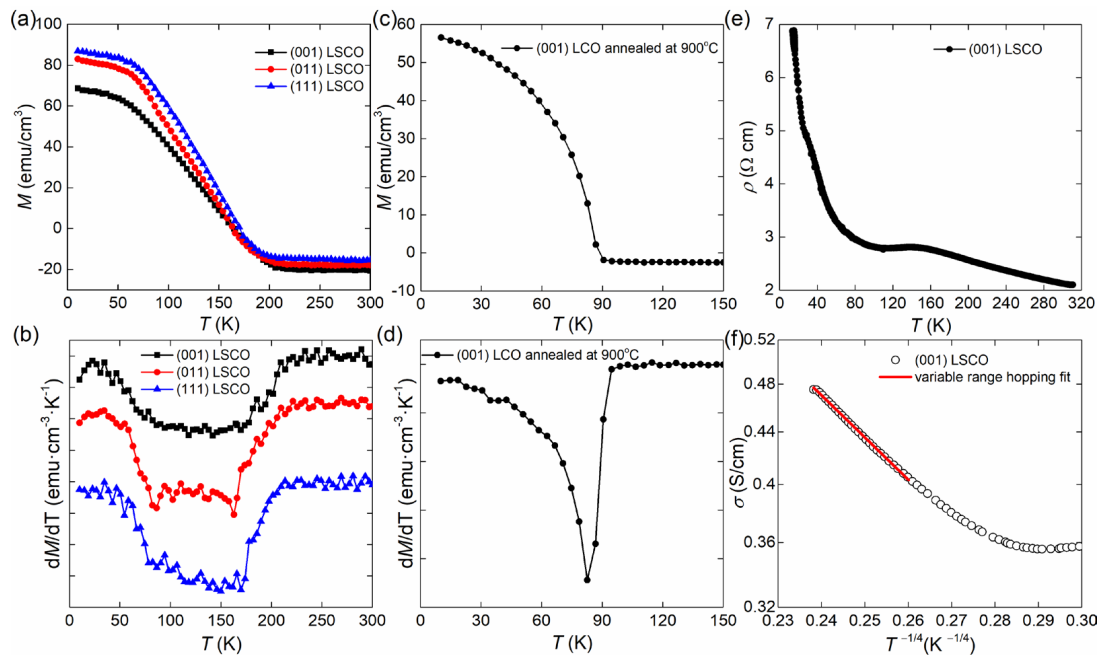 (a)
M (emu/cm³)
100
80
60
40
20
0
-20
(001) LSCO
(011) LSCO
(111) LSCO
0 50 100 150 200 250 300
T (K)
(b)
dM/dT (emu·cm⁻³·K⁻¹)
(001) LSCO
(011) LSCO
(111) LSCO
0 50 100 150 200 250 300
T (K)
(c)
M (emu/cm³)
60
50
40
30
20
10
0
-10
(001) LCO annealed at 900°C
0 30 60 90 120 150
T (K)
(d)
dM/dT (emu·cm⁻³·K⁻¹)
(001) LCO annealed at 900°C
0 30 60 90 120 150
T (K)
(e)
ρ (Ω cm)
7
6
5
4
3
2
(001) LSCO
0 40 80 120 160 200 240 280 320
T (K)
(f)
σ (S/cm)
0.52
0.48
0.44
0.4
0.36
0.32
(001) LSCO
variable range hopping fit
0.23 0.24 0.25 0.26 0.27 0.28 0.29 0.30
T ⁻¹/⁴(K ⁻¹/⁴)